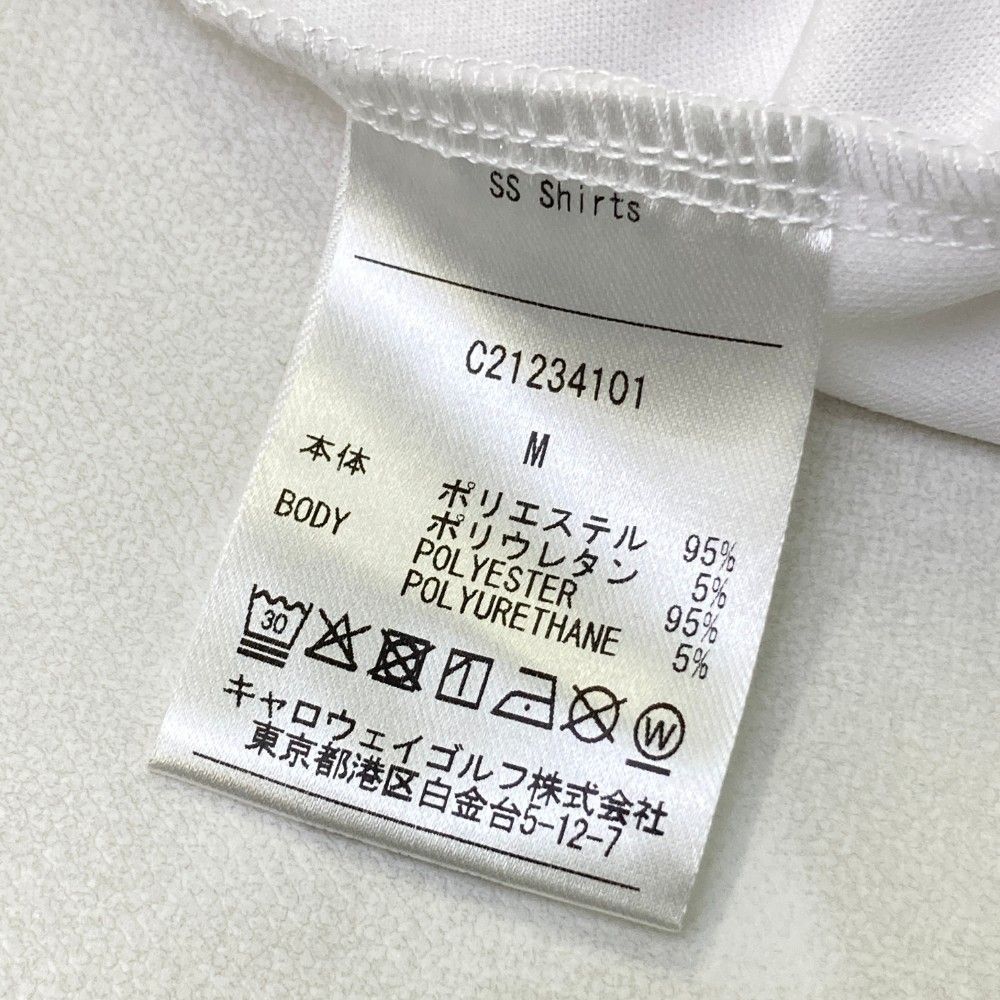 SS Shirts
C21234101
M
本体 ポリエステル 95%
ポリウレタン 5%
BODY POLYESTER 95%
POLYURETHANE 5%
30
W
キャロウェイゴルフ株式会社
東京都港区白金台5-12-7